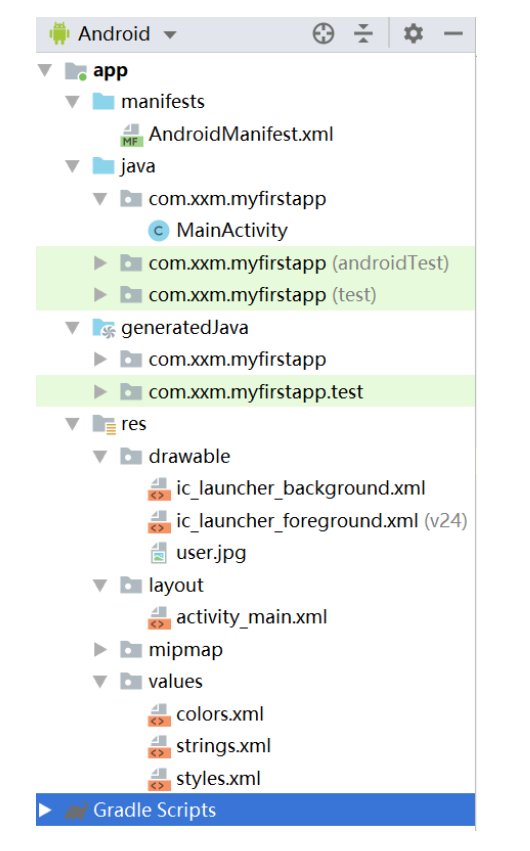 Android
app
manifests
MF AndroidManifest.xml
java
com.xxm.myfirstapp
C MainActivity
com.xxm.myfirstapp (androidTest)
com.xxm.myfirstapp (test)
generatedJava
com.xxm.myfirstapp
com.xxm.myfirstapp.test
res
drawable
ic_launcher_background.xml
ic_launcher_foreground.xml (v24)
user.jpg
layout
activity_main.xml
mipmap
values
colors.xml
strings.xml
styles.xml
Gradle Scripts